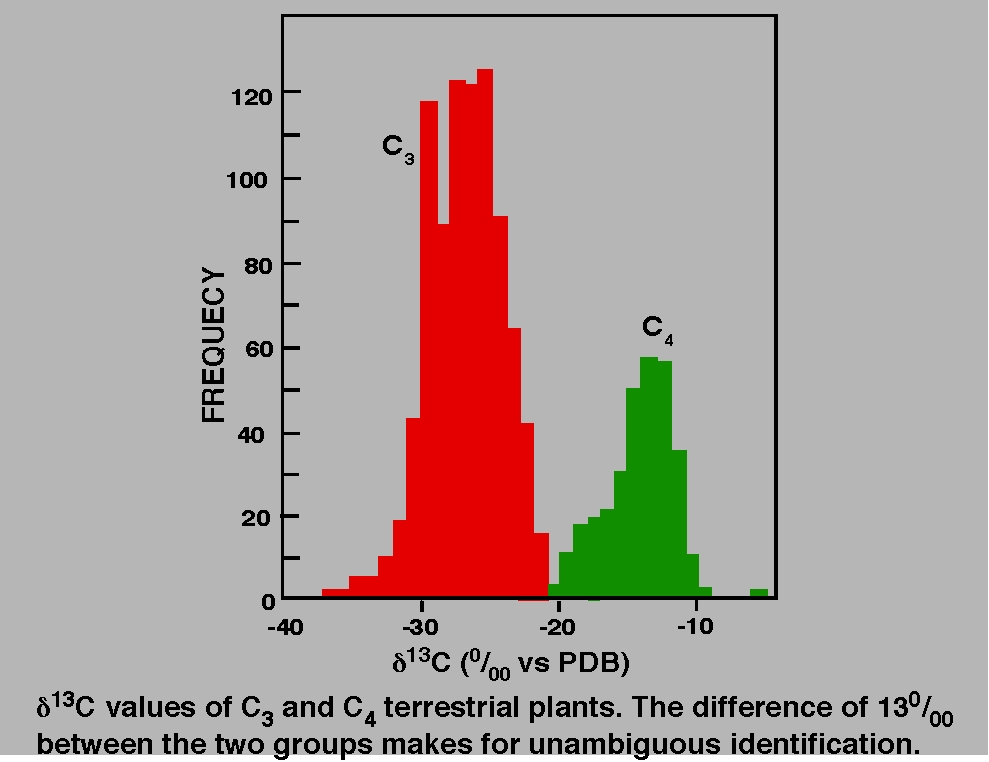 120
C3
100
80
FREQUECY
C4
60
40
20
0
-40 -30 -20 -10
δ13C (0/00 vs PDB)
δ13C values of C3 and C4 terrestrial plants. The difference of 130/00
between the two groups makes for unambiguous identification.